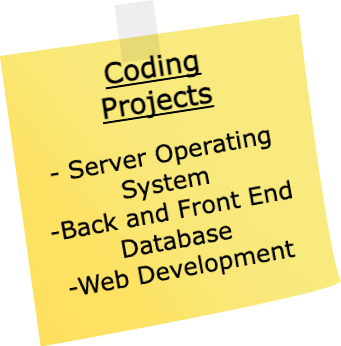 Coding
Projects
- Server Operating
System
-Back and Front End
Database
-Web Development